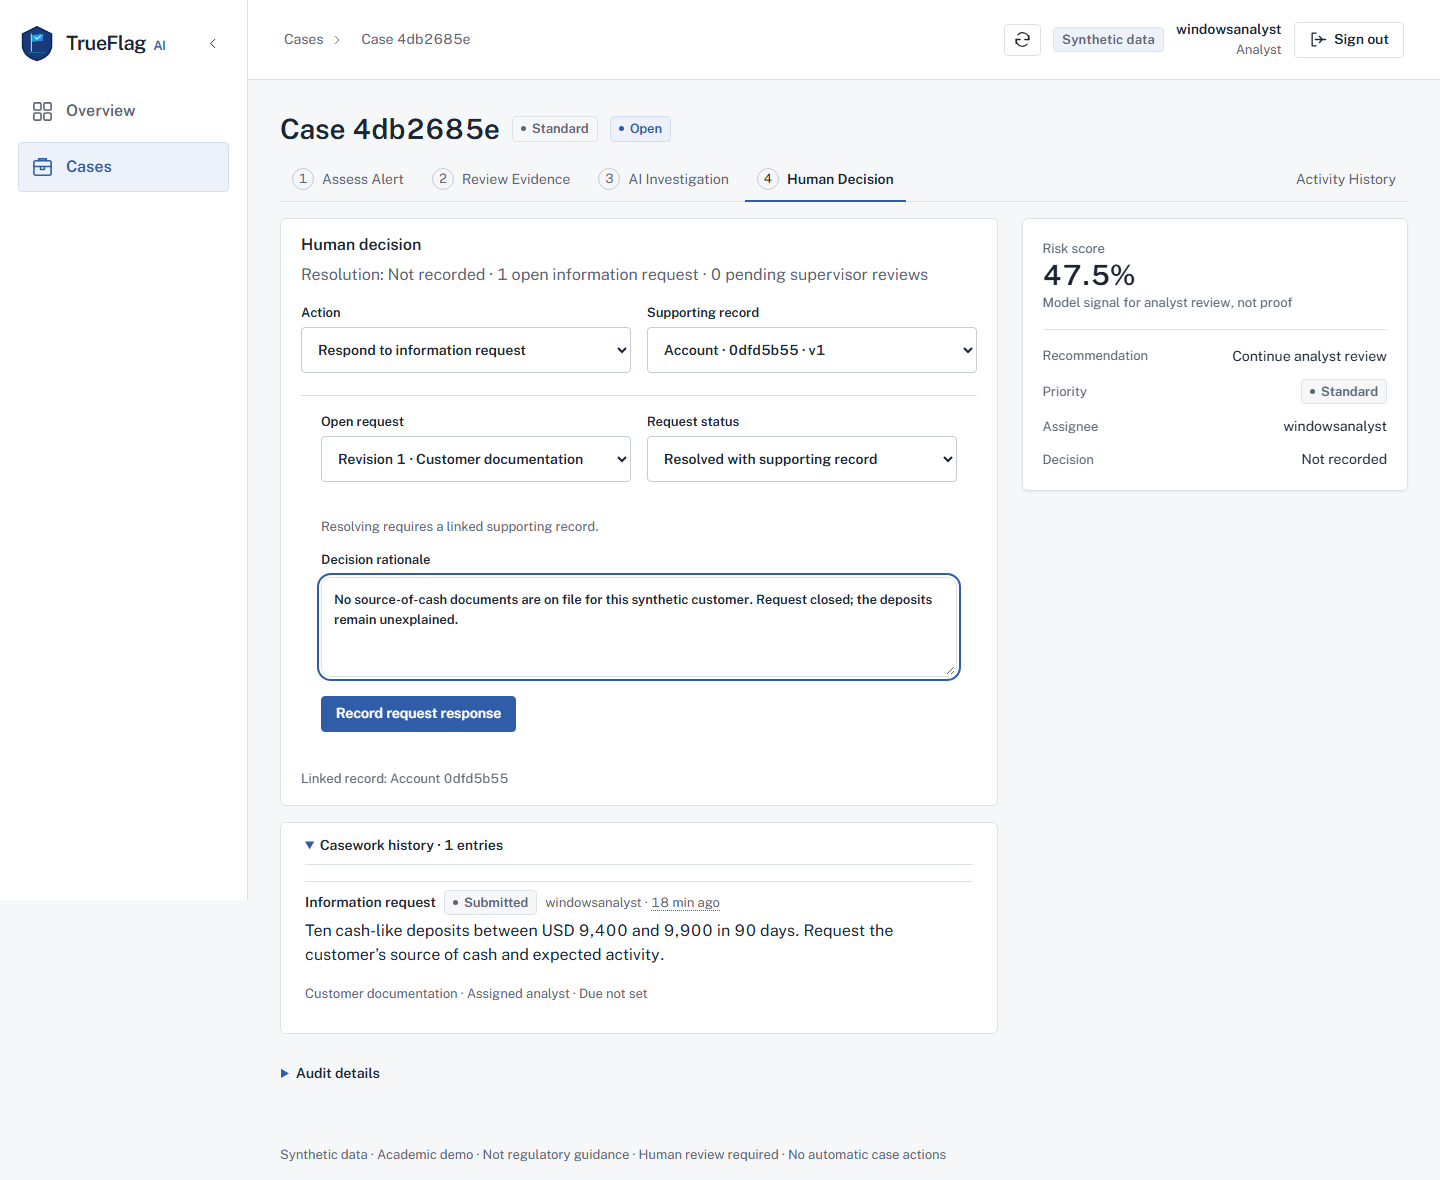 TrueFlag AI
Overview
Cases
Cases
Case 4db2685e
Synthetic data
windowsanalyst
Analyst
Sign out
Case 4db2685e
Standard
Open
1 Assess Alert
2 Review Evidence
3 AI Investigation
4 Human Decision
Activity History
Human decision
Resolution: Not recorded · 1 open information request · 0 pending supervisor reviews
Action
Supporting record
Respond to information request
Account · 0dfd5b55 · v1
Open request
Request status
Revision 1 · Customer documentation
Resolved with supporting record
Resolving requires a linked supporting record.
Decision rationale
No source-of-cash documents are on file for this synthetic customer. Request closed; the deposits
remain unexplained.
Record request response
Linked record: Account 0dfd5b55
Risk score
47.5%
Model signal for analyst review, not proof
Recommendation Continue analyst review
Priority Standard
Assignee windowsanalyst
Decision Not recorded
Casework history · 1 entries
Information request Submitted windowsanalyst · 18 min ago
Ten cash-like deposits between USD 9,400 and 9,900 in 90 days. Request the
customer's source of cash and expected activity.
Customer documentation · Assigned analyst · Due not set
Audit details
Synthetic data · Academic demo · Not regulatory guidance · Human review required · No automatic case actions